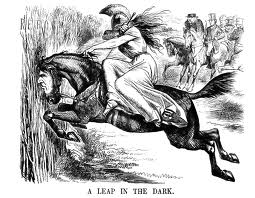 A LEAP IN THE DARK.